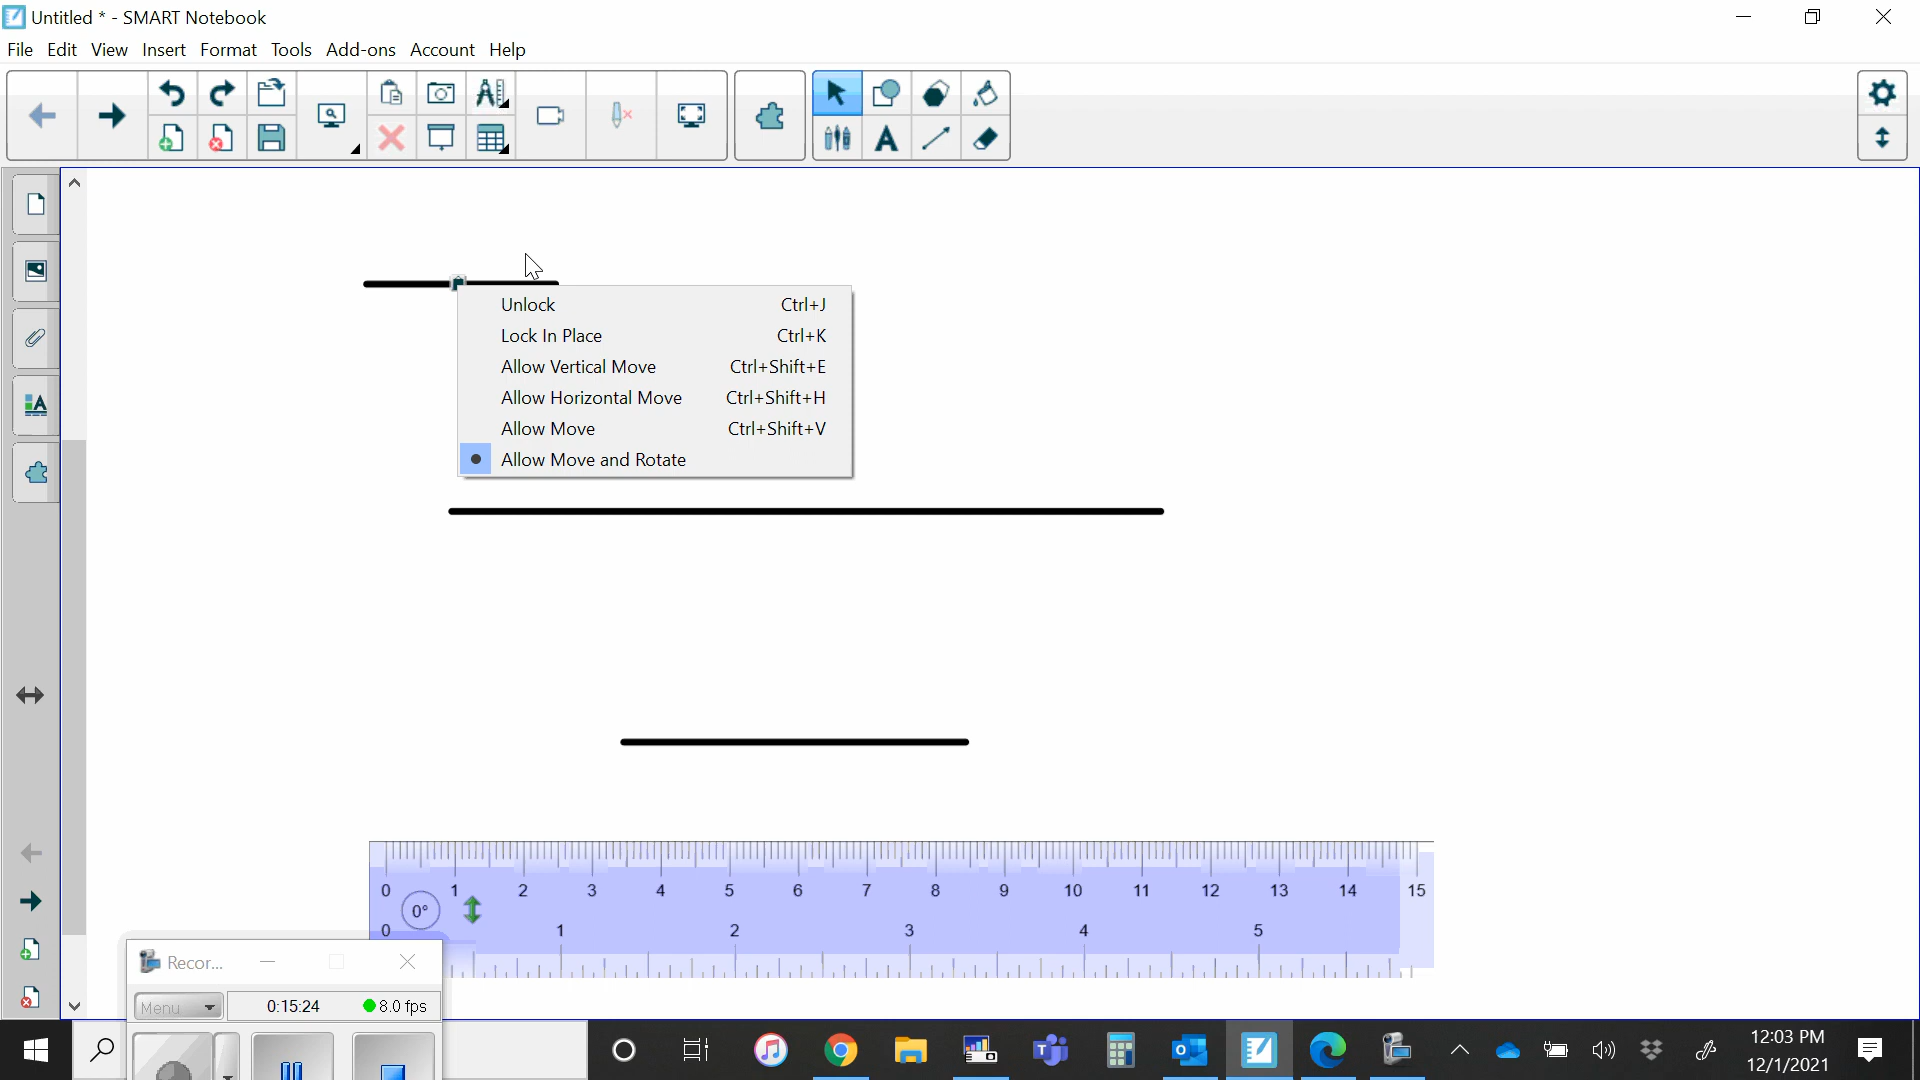 Untitled * - SMART Notebook
File Edit View Insert Format Tools Add-ons Account Help
Unlock Ctrl+J
Lock In Place Ctrl+K
Allow Vertical Move Ctrl+Shift+E
Allow Horizontal Move Ctrl+Shift+H
Allow Move Ctrl+Shift+V
Allow Move and Rotate
0 1 2 3 4 5 6 7 8 9 10 11 12 13 14 15
0°
0 1 2 3 4 5
Recor...
Menu 0:15:24 8.0 fps
12:03 PM
12/1/2021